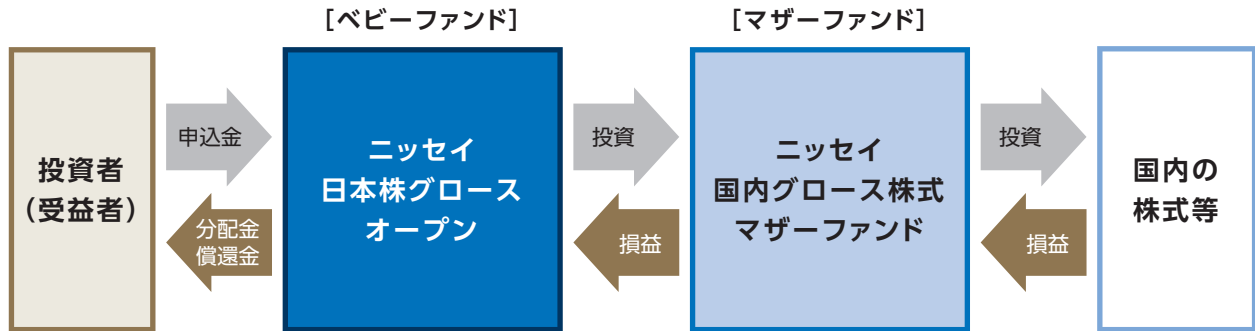 ［ベビーファンド］
［マザーファンド］
投資者
（受益者）
申込金
分配金
償還金
ニッセイ
日本株グロース
オープン
投資
損益
ニッセイ
国内グロース株式
マザーファンド
投資
損益
国内の
株式等